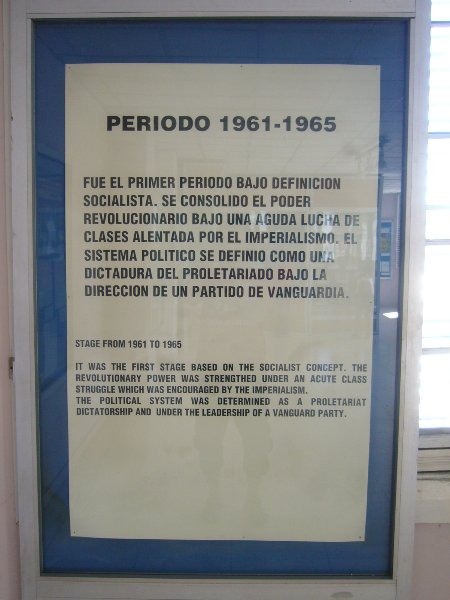 PERIODO 1961-1965
FUE EL PRIMER PERIODO BAJO DEFINICION
SOCIALISTA. SE CONSOLIDO EL PODER
REVOLUCIONARIO BAJO UNA AGUDA LUCHA DE
CLASES ALENTADA POR EL IMPERIALISMO. EL
SISTEMA POLITICO SE DEFINIO COMO UNA
DICTADURA DEL PROLETARIADO BAJO LA
DIRECCION DE UN PARTIDO DE VANGUARDIA.
STAGE FROM 1961 TO 1965
IT WAS THE FIRST STAGE BASED ON THE SOCIALIST CONCEPT. THE
REVOLUTIONARY POWER WAS STRENGTHED UNDER AN ACUTE CLASS
STRUGGLE WHICH WAS ENCOURAGED BY THE IMPERIALISM.
THE POLITICAL SYSTEM WAS DETERMINED AS A PROLETARIAT
DICTATORSHIP AND UNDER THE LEADERSHIP OF A VANGUARD PARTY.